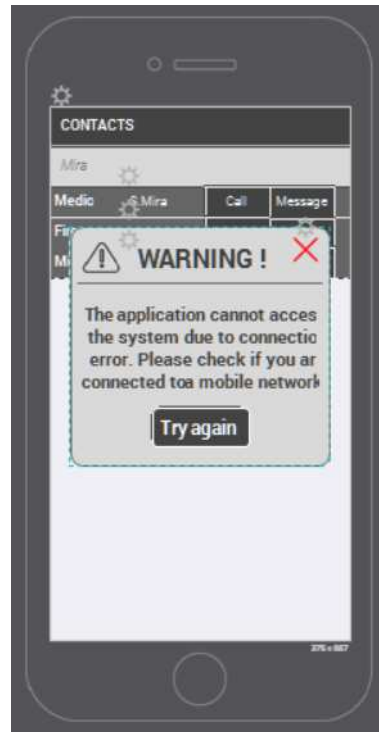 CONTACTS
Mira
Medic S.Mira Call Message
WARNING !
The application cannot acces
the system due to connectio
error. Please check if you ar
connected toa mobile network
Try again